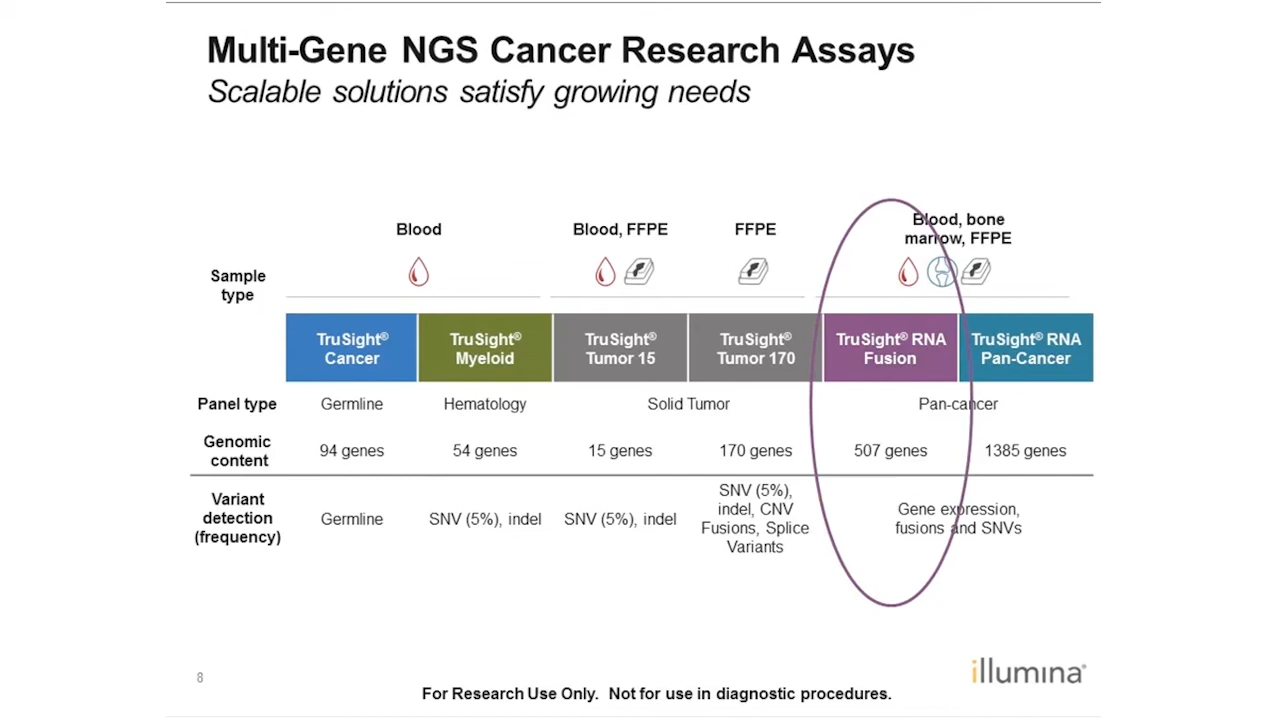 Multi-Gene NGS Cancer Research Assays
Scalable solutions satisfy growing needs
Blood
Blood, FFPE
FFPE
Blood, bone
marrow, FFPE
Sample
type
TruSight®
Cancer
TruSight®
Myeloid
TruSight®
Tumor 15
TruSight®
Tumor 170
TruSight® RNA
Fusion
TruSight® RNA
Pan-Cancer
Panel type
Germline
Hematology
Solid Tumor
Pan-cancer
Genomic
content
94 genes
54 genes
15 genes
170 genes
507 genes
1385 genes
Variant
detection
(frequency)
Germline
SNV (5%), indel
SNV (5%), indel
SNV (5%),
indel, CNV
Fusions, Splice
Variants
Gene expression,
fusions and SNVs
8
For Research Use Only. Not for use in diagnostic procedures.
illumina®